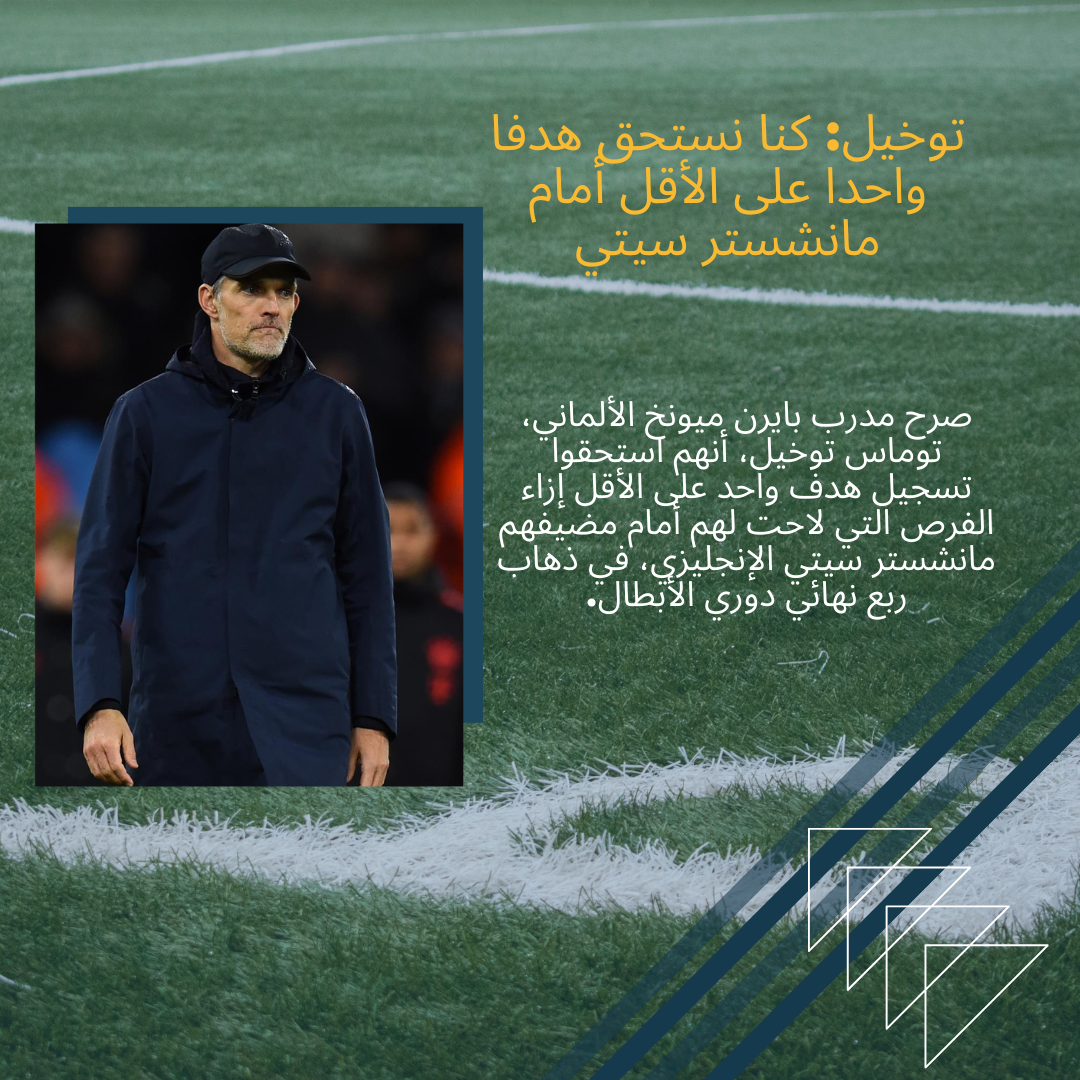 توخيل: كنا نستحق هدفا
واحدا على الأقل أمام
مانشستر سيتي
صرح مدرب بايرن ميونخ الألماني،
توماس توخيل، أنهم استحقوا
تسجيل هدف واحد على الأقل إزاء
الفرص التي لاحت لهم أمام مضيفهم
مانشستر سيتي الإنجليزي، في ذهاب
ربع نهائي دوري الأبطال.